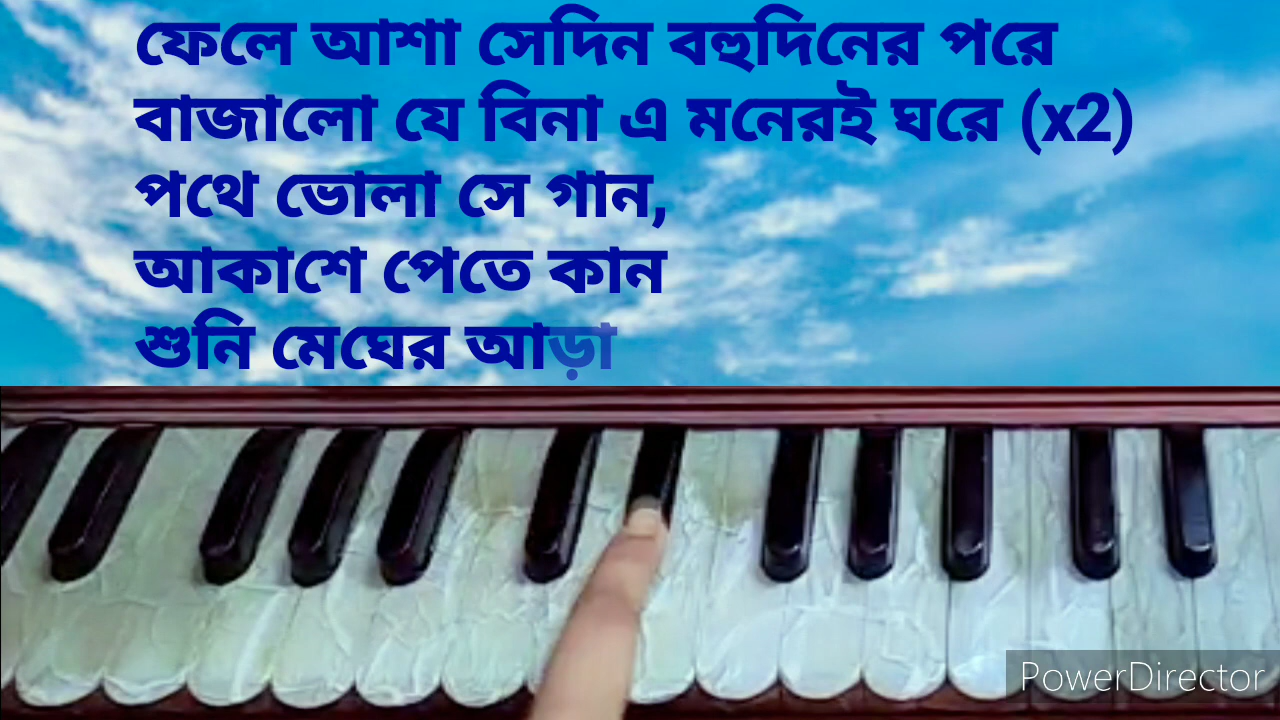 ফেলে আশা সেদিন বহুদিনের পরে
বাজালো যে বিনা এ মনেরই ঘরে (x2)
পথে ভোলা সে গান,
আকাশে পেতে কান
শুনি মেঘের আড়া
PowerDirector